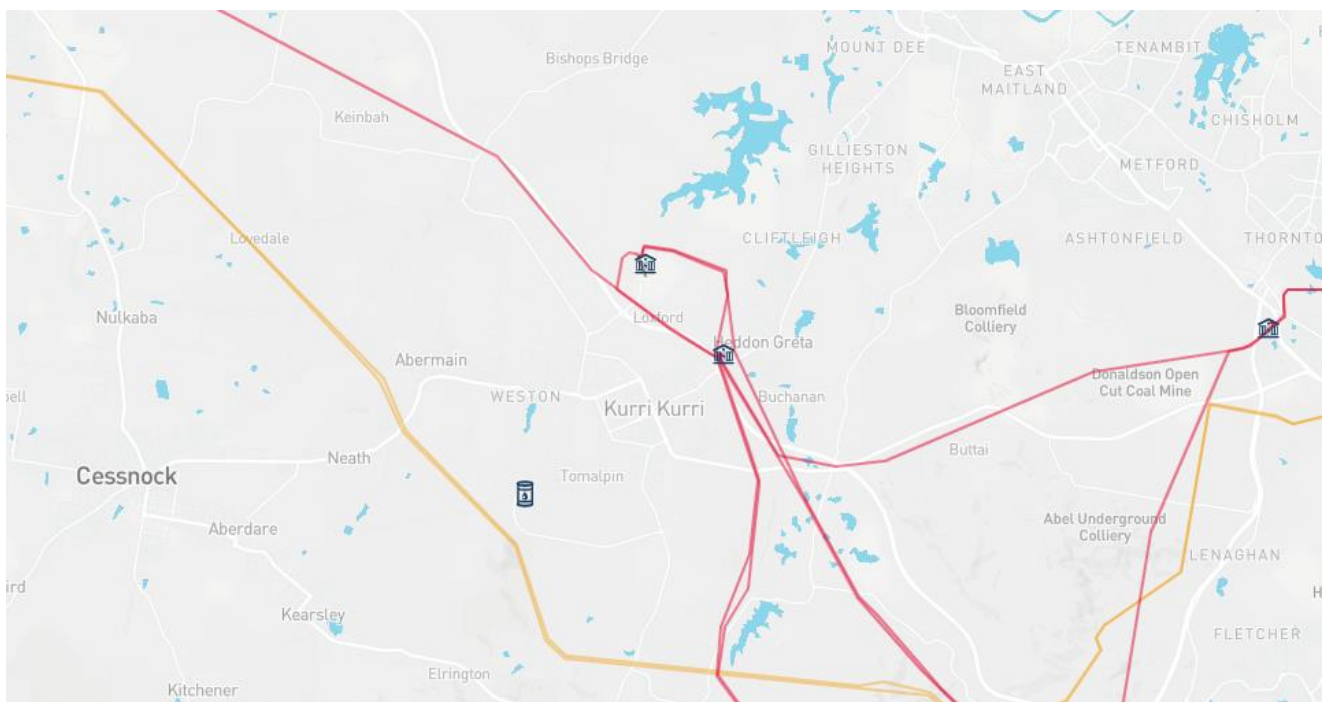 MOUNT DEE
TENAMBIT
Bishops Bridge
EAST
MAITLAND
Keinbah
CHISHOLM
GILLIESTON
HEIGHTS
METFORD
Lovedale
CLIFTLEIGH
ASHTONFIELD
THORNTO
Nulkaba
Loxford
Bloomfield
Colliery
Heddon Greta
Abermain
Donaldson Open
Cut Coal Mine
WESTON
Kurri Kurri
Buchanan
Buttai
Neath
Cessnock
Tomalpin
Aberdare
Abel Underground
Colliery
LENAGHAN
Kearsley
FLETCHER
Elrington
Kitchener